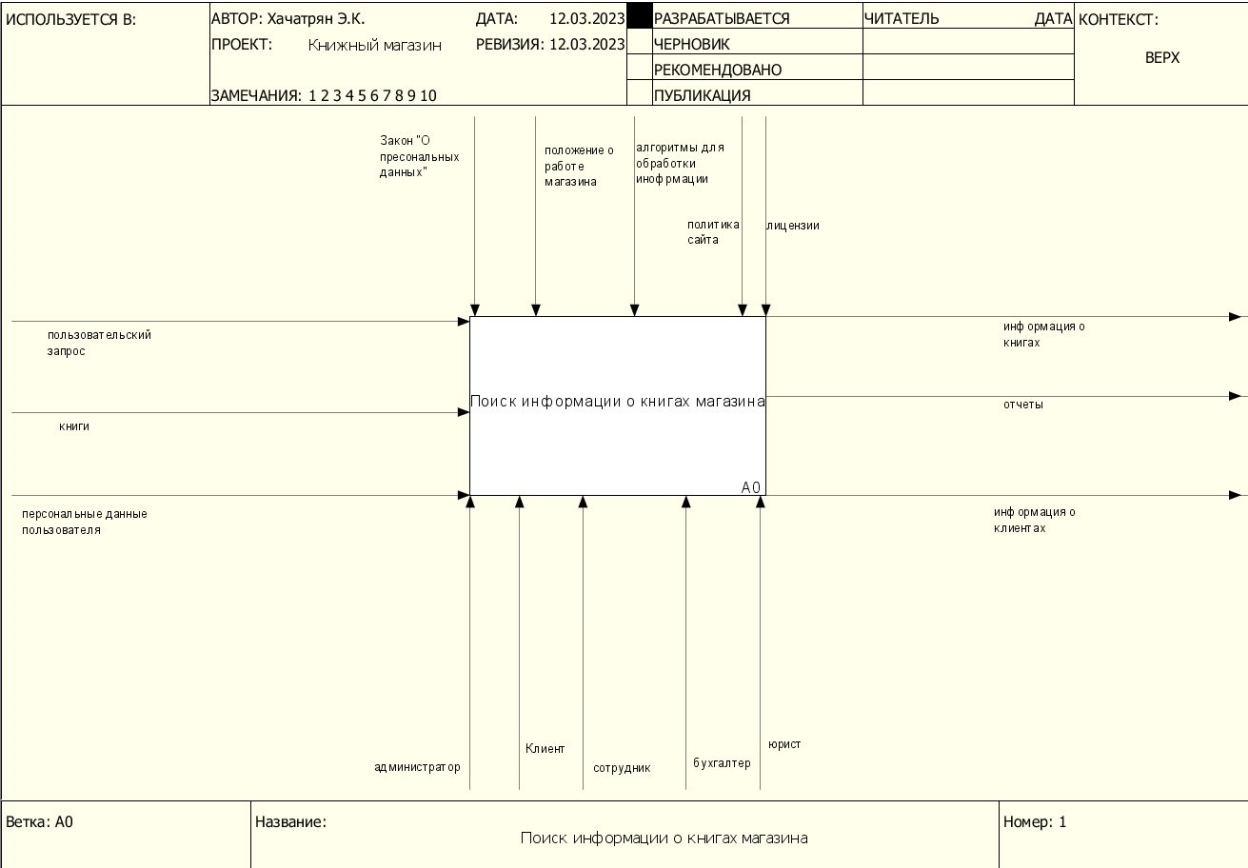 ИСПОЛЬЗУЕТСЯ В:
АВТОР: Хачатрян Э.К.
ДАТА: 12.03.2023
РАЗРАБАТЫВАЕТСЯ
ЧИТАТЕЛЬ
ДАТА
КОНТЕКСТ:
ПРОЕКТ: Книжный магазин
РЕВИЗИЯ: 12.03.2023
ЧЕРНОВИК
ВЕРХ
РЕКОМЕНДОВАНО
ЗАМЕЧАНИЯ: 1 2 3 4 5 6 7 8 9 10
ПУБЛИКАЦИЯ
Закон "О
пресональных
данных"
положение о
работе
магазина
алгоритмы для
обработки
инофрмации
политика
сайта
лицензии
пользовательский
запрос
книги
персональные данные
пользователя
Поиск информации о книгах магазина
A0
информация о
книгах
отчеты
информация о
клиентах
администратор
Клиент
сотрудник
бухгалтер
юрист
Ветка: A0
Название:
Поиск информации о книгах магазина
Номер: 1